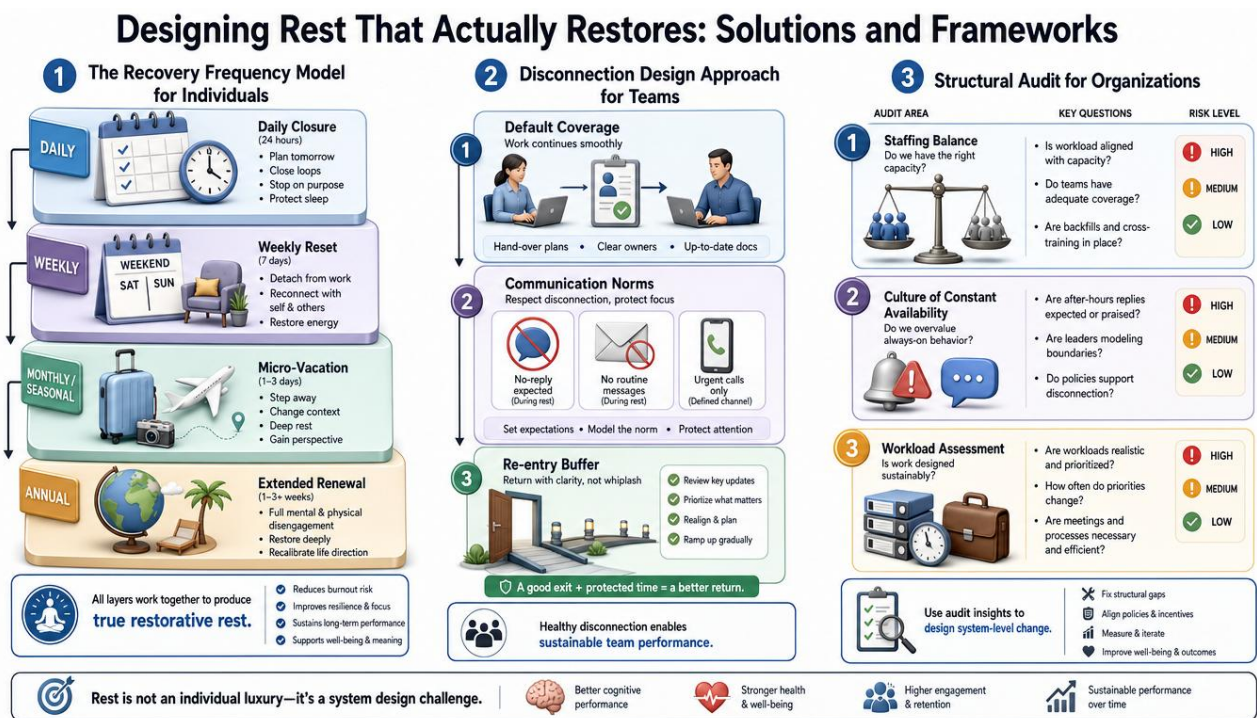 Designing Rest That Actually Restores: Solutions and Frameworks
1
The Recovery Frequency Model
for Individuals
DAILY
Daily Closure
(24 hours)
• Plan tomorrow
• Close loops
• Stop on purpose
• Protect sleep
WEEKLY
WEEKEND
SAT
SUN
Weekly Reset
(7 days)
• Detach from work
• Reconnect with
self & others
• Restore energy
MONTHLY/
SEASONAL
Micro-Vacation
(1–3 days)
• Step away
• Change context
• Deep rest
• Gain perspective
ANNUAL
Extended Renewal
(1–3+ weeks)
• Full mental & physical
disengagement
• Restore deeply
• Recalibrate life direction
All layers work together to produce
true restorative rest.
Reduces burnout risk
Improves resilience & focus
Sustains long-term performance
Supports well-being & meaning
2
Disconnection Design Approach
for Teams
1
Default Coverage
Work continues smoothly
Hand-over plans • Clear owners • Up-to-date docs
2
Communication Norms
Respect disconnection, protect focus
No-reply
expected
(During rest)
No routine
messages
(During rest)
Urgent calls
only
(Defined channel)
Set expectations • Model the norm • Protect attention
3
Re-entry Buffer
Return with clarity, not whiplash
Review key updates
Prioritize what matters
Realign & plan
Ramp up gradually
A good exit + protected time = a better return.
Healthy disconnection enables
sustainable team performance.
3
Structural Audit for Organizations
AUDIT AREA
KEY QUESTIONS
RISK LEVEL
1
Staffing Balance
Do we have the right
capacity?
• Is workload aligned
with capacity?
• Do teams have
adequate coverage?
• Are backfills and cross-
training in place?
HIGH
MEDIUM
LOW
2
Culture of Constant
Availability
Do we overvalue
always-on behavior?
• Are after-hours replies
expected or praised?
• Are leaders modeling
boundaries?
• Do policies support
disconnection?
HIGH
MEDIUM
LOW
3
Workload Assessment
Is work designed
sustainably?
• Are workloads realistic
and prioritized?
• How often do priorities
change?
• Are meetings and
processes necessary
and efficient?
HIGH
MEDIUM
LOW
Use audit insights to
design system-level change.
Fix structural gaps
Align policies & incentives
Measure & iterate
Improve well-being & outcomes
Rest is not an individual luxury—it's a system design challenge.
Better cognitive
performance
Stronger health
& well-being
Higher engagement
& retention
Sustainable performance
over time